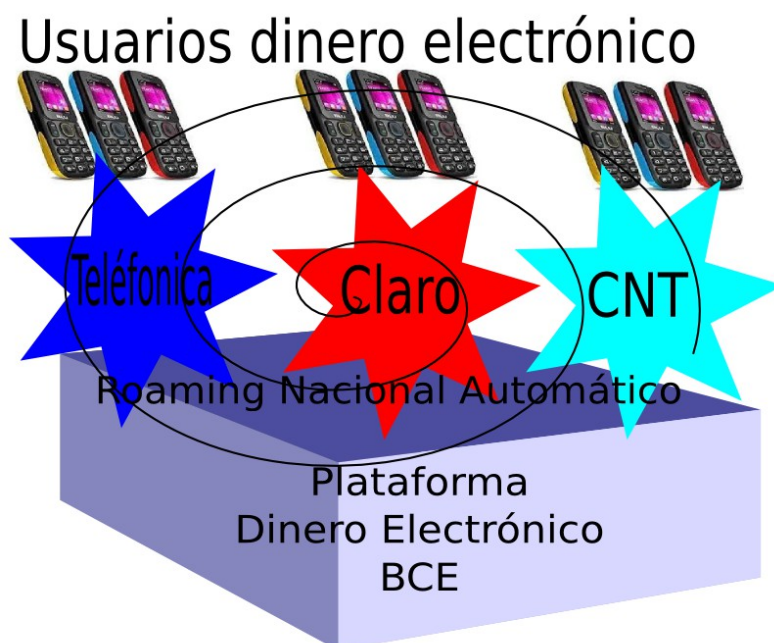 Usuarios dinero electrónico
Teléfonica
Claro
CNT
Roaming Nacional Automático
Plataforma
Dinero Electrónico
BCE